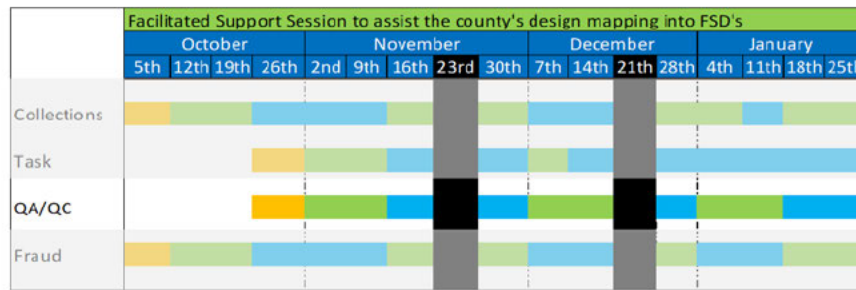 Facilitated Support Session to assist the county's design mapping into FSD's
October November December January
5th 12th 19th 26th 2nd 9th 16th 23rd 30th 7th 14th 21th 28th 4th 11th 18th 25th
Collections
Task
QA/QC
Fraud